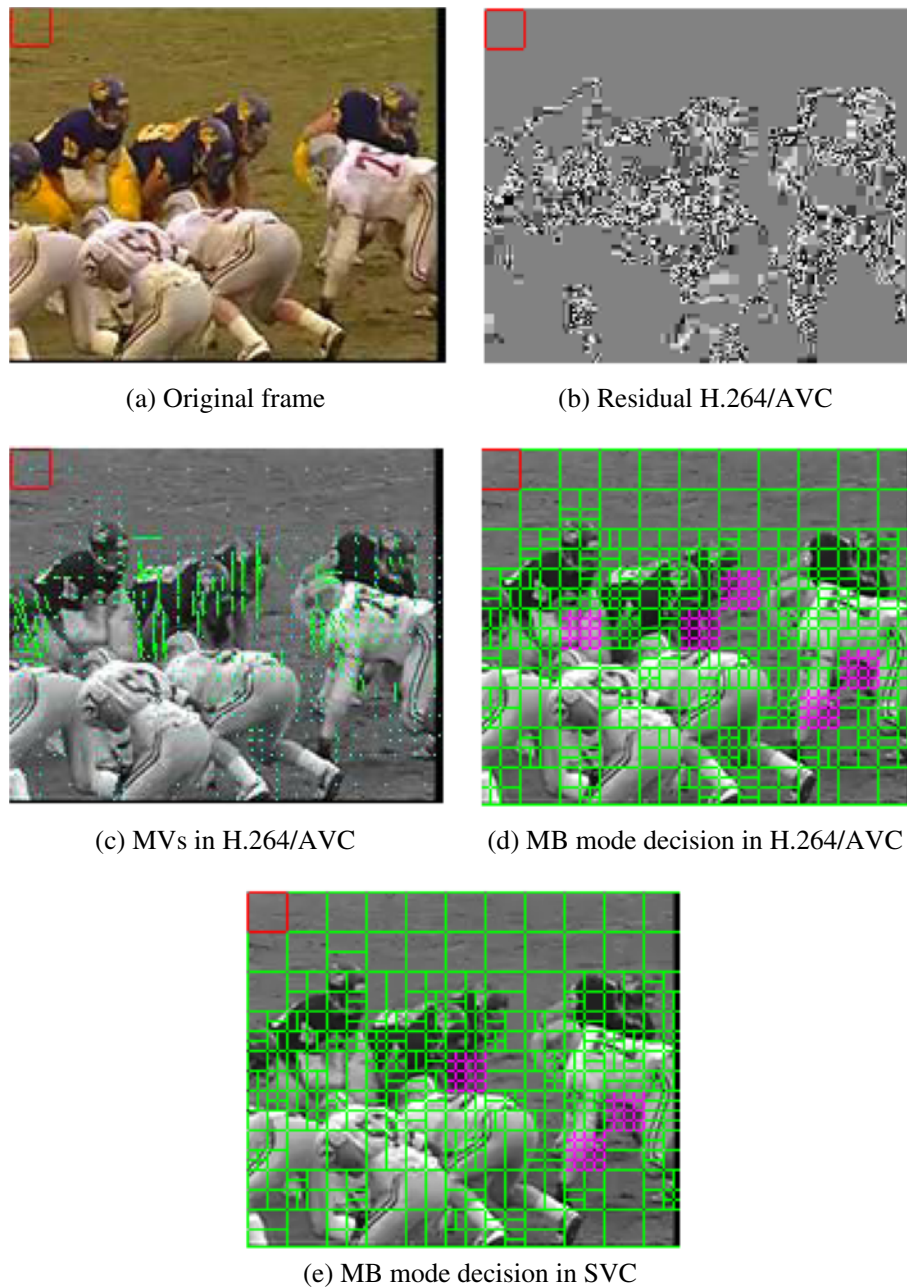 (a) Original frame
(b) Residual H.264/AVC
(c) MVs in H.264/AVC
(d) MB mode decision in H.264/AVC
(e) MB mode decision in SVC